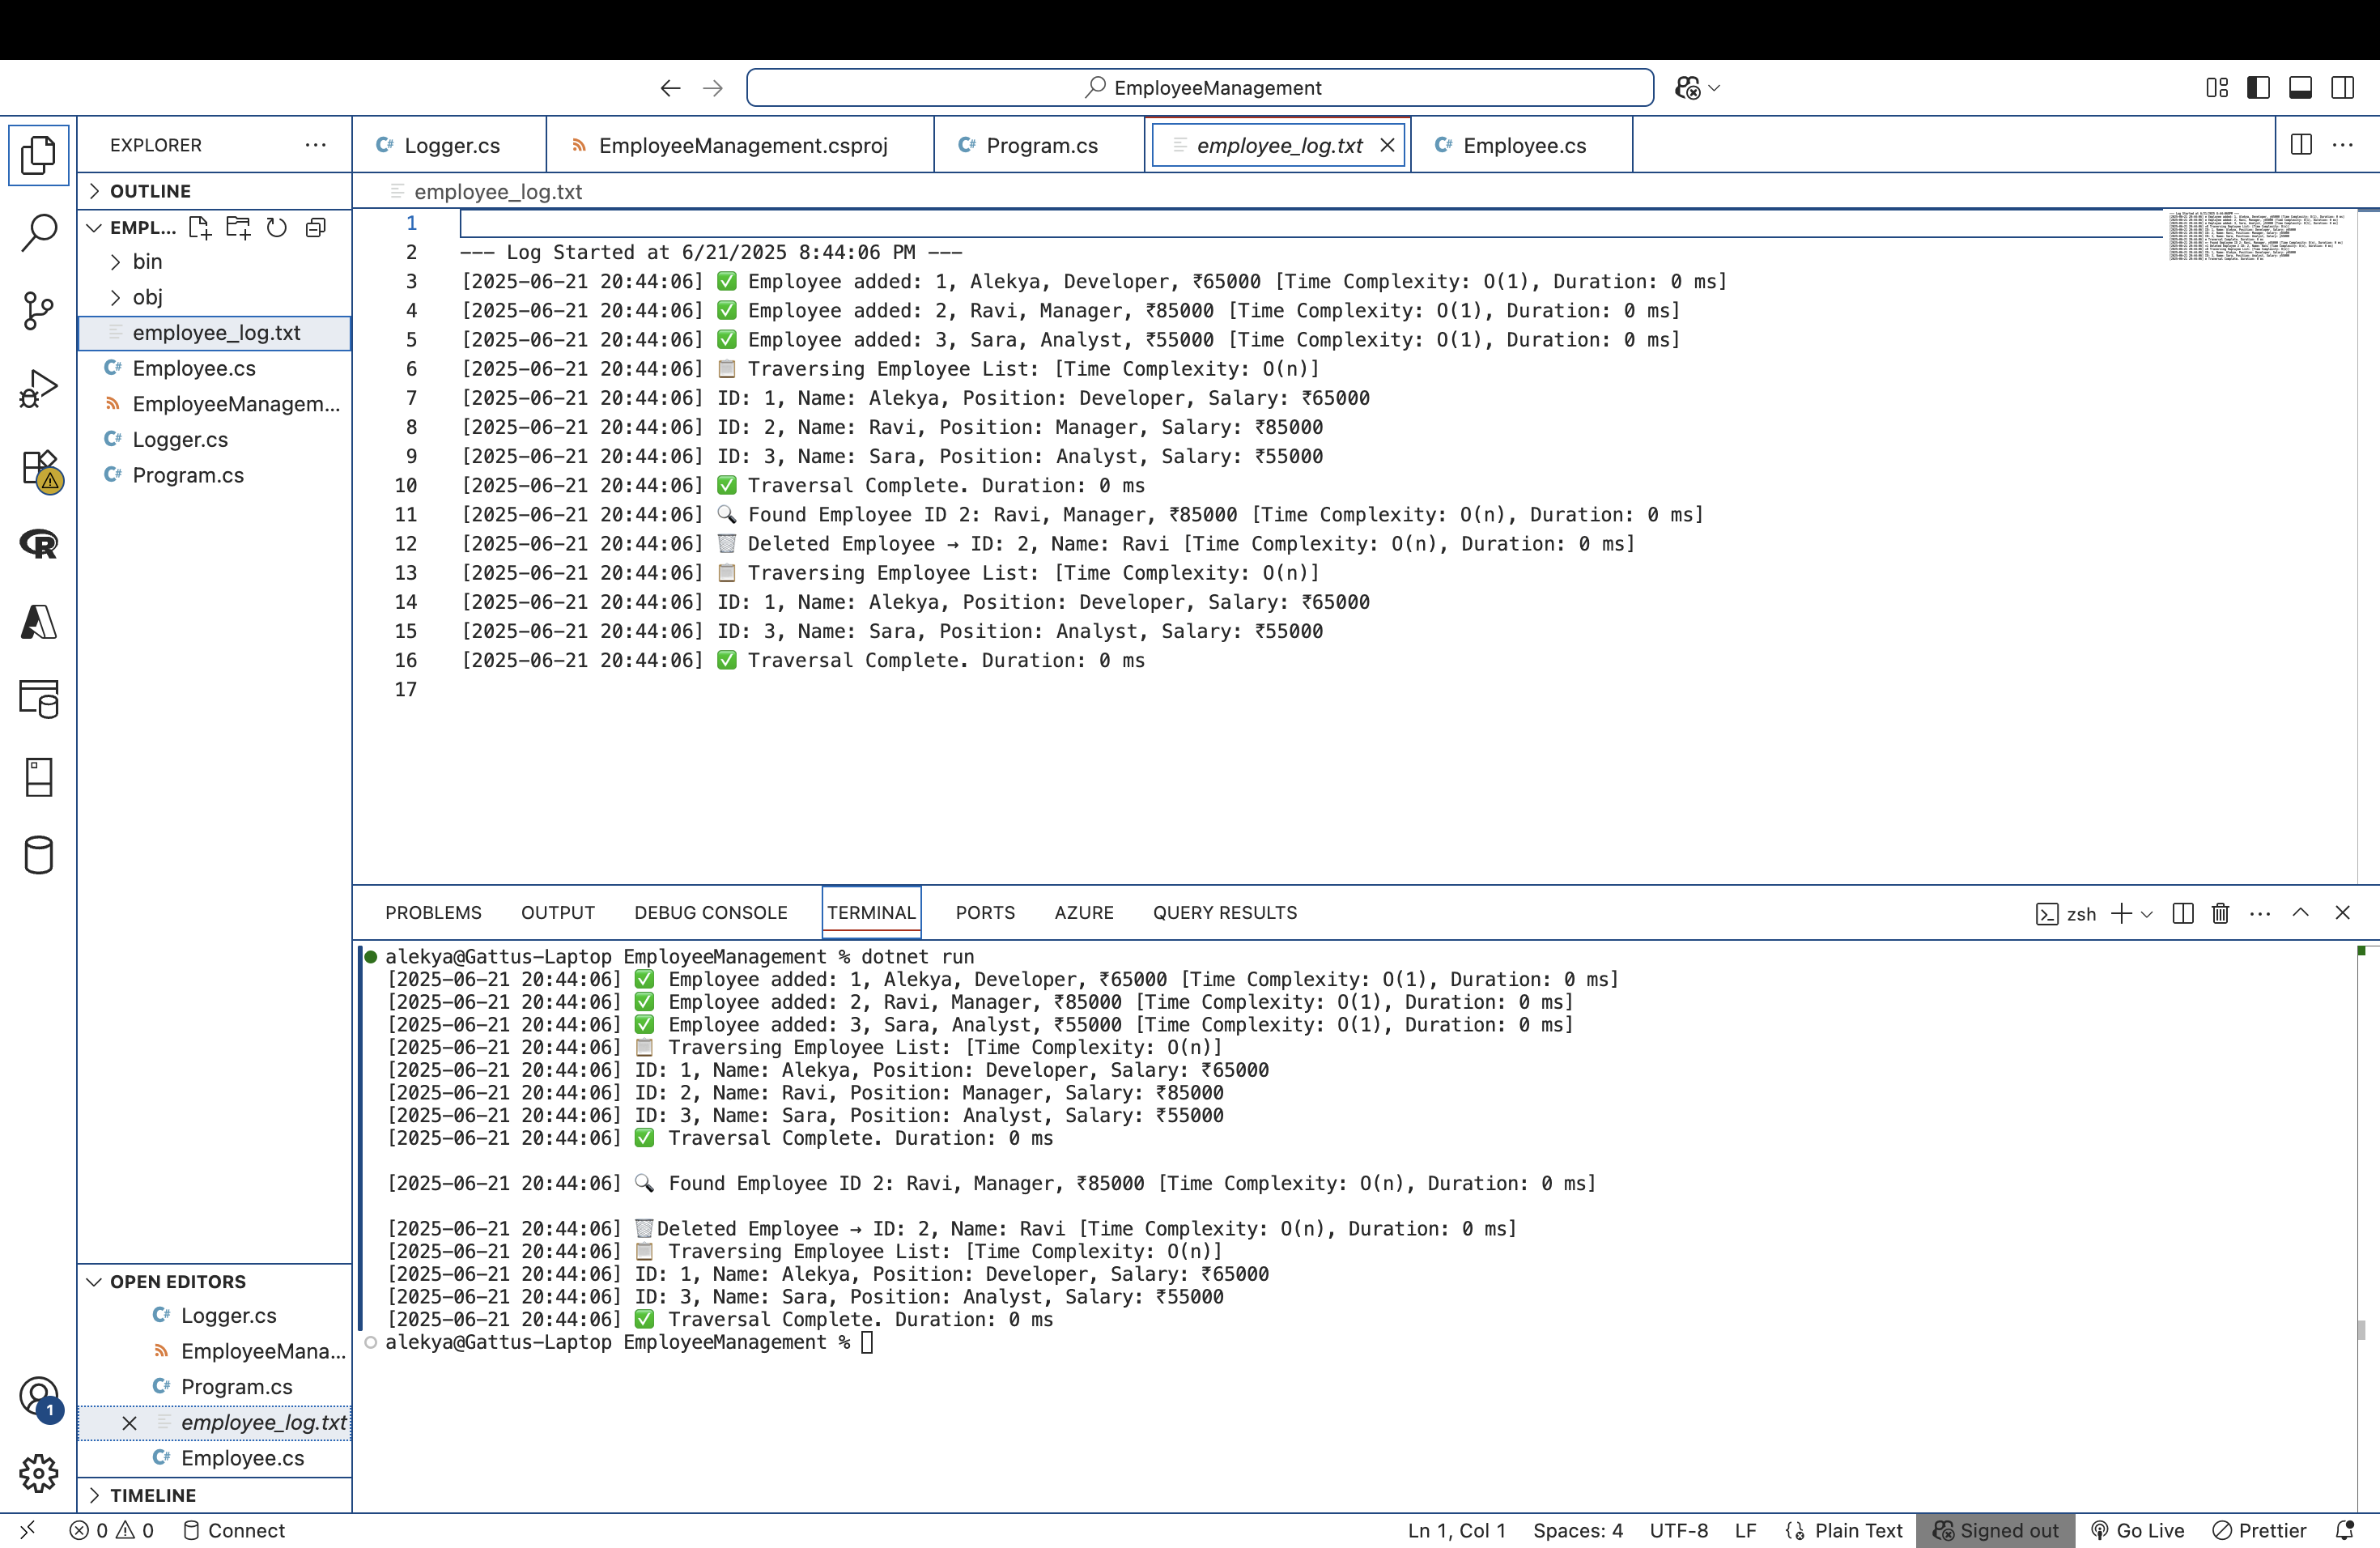 EmployeeManagement
EXPLORER
Logger.cs
EmployeeManagement.csproj
Program.cs
employee_log.txt
Employee.cs
OUTLINE
EMPL...
bin
obj
employee_log.txt
Employee.cs
EmployeeManagem...
Logger.cs
Program.cs
employee_log.txt
1
2 --- Log Started at 6/21/2025 8:44:06 PM ---
3 [2025-06-21 20:44:06] ✅ Employee added: 1, Alekya, Developer, ₹65000 [Time Complexity: O(1), Duration: 0 ms]
4 [2025-06-21 20:44:06] ✅ Employee added: 2, Ravi, Manager, ₹85000 [Time Complexity: O(1), Duration: 0 ms]
5 [2025-06-21 20:44:06] ✅ Employee added: 3, Sara, Analyst, ₹55000 [Time Complexity: O(1), Duration: 0 ms]
6 [2025-06-21 20:44:06] 📋 Traversing Employee List: [Time Complexity: O(n)]
7 [2025-06-21 20:44:06] ID: 1, Name: Alekya, Position: Developer, Salary: ₹65000
8 [2025-06-21 20:44:06] ID: 2, Name: Ravi, Position: Manager, Salary: ₹85000
9 [2025-06-21 20:44:06] ID: 3, Name: Sara, Position: Analyst, Salary: ₹55000
10 [2025-06-21 20:44:06] ✅ Traversal Complete. Duration: 0 ms
11 [2025-06-21 20:44:06] 🔍 Found Employee ID 2: Ravi, Manager, ₹85000 [Time Complexity: O(n), Duration: 0 ms]
12 [2025-06-21 20:44:06] 🗑️ Deleted Employee → ID: 2, Name: Ravi [Time Complexity: O(n), Duration: 0 ms]
13 [2025-06-21 20:44:06] 📋 Traversing Employee List: [Time Complexity: O(n)]
14 [2025-06-21 20:44:06] ID: 1, Name: Alekya, Position: Developer, Salary: ₹65000
15 [2025-06-21 20:44:06] ID: 3, Name: Sara, Position: Analyst, Salary: ₹55000
16 [2025-06-21 20:44:06] ✅ Traversal Complete. Duration: 0 ms
17
PROBLEMS OUTPUT DEBUG CONSOLE TERMINAL PORTS AZURE QUERY RESULTS
zsh
alekya@Gattus-Laptop EmployeeManagement % dotnet run
[2025-06-21 20:44:06] ✅ Employee added: 1, Alekya, Developer, ₹65000 [Time Complexity: O(1), Duration: 0 ms]
[2025-06-21 20:44:06] ✅ Employee added: 2, Ravi, Manager, ₹85000 [Time Complexity: O(1), Duration: 0 ms]
[2025-06-21 20:44:06] ✅ Employee added: 3, Sara, Analyst, ₹55000 [Time Complexity: O(1), Duration: 0 ms]
[2025-06-21 20:44:06] 📋 Traversing Employee List: [Time Complexity: O(n)]
[2025-06-21 20:44:06] ID: 1, Name: Alekya, Position: Developer, Salary: ₹65000
[2025-06-21 20:44:06] ID: 2, Name: Ravi, Position: Manager, Salary: ₹85000
[2025-06-21 20:44:06] ID: 3, Name: Sara, Position: Analyst, Salary: ₹55000
[2025-06-21 20:44:06] ✅ Traversal Complete. Duration: 0 ms
[2025-06-21 20:44:06] 🔍 Found Employee ID 2: Ravi, Manager, ₹85000 [Time Complexity: O(n), Duration: 0 ms]
[2025-06-21 20:44:06] 🗑️Deleted Employee → ID: 2, Name: Ravi [Time Complexity: O(n), Duration: 0 ms]
[2025-06-21 20:44:06] 📋 Traversing Employee List: [Time Complexity: O(n)]
[2025-06-21 20:44:06] ID: 1, Name: Alekya, Position: Developer, Salary: ₹65000
[2025-06-21 20:44:06] ID: 3, Name: Sara, Position: Analyst, Salary: ₹55000
[2025-06-21 20:44:06] ✅ Traversal Complete. Duration: 0 ms
alekya@Gattus-Laptop EmployeeManagement %
OPEN EDITORS
Logger.cs
EmployeeMana...
Program.cs
employee_log.txt
Employee.cs
1
TIMELINE
0 0 Connect
Ln 1, Col 1 Spaces: 4 UTF-8 LF Plain Text Signed out Go Live Prettier